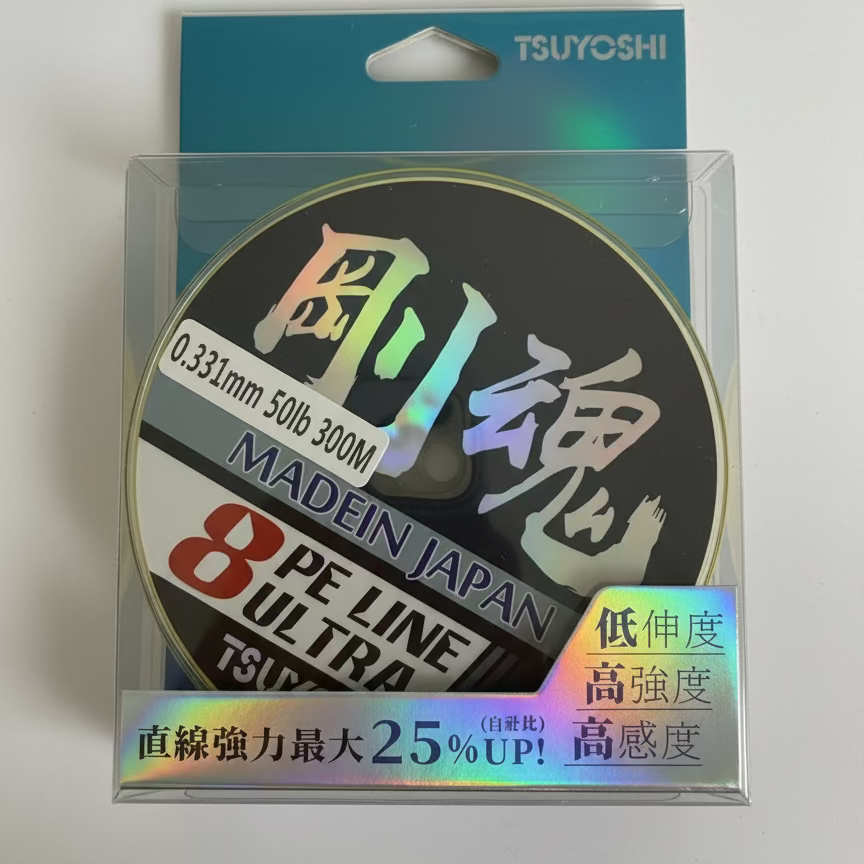 TSUYOSHI
剛魂
0.331mm 50lb 300M
MADEIN JAPAN
8 PE LINE
ULTRA
低伸度
高強度
高感度
直線強力最大25%UP!
(自社比)